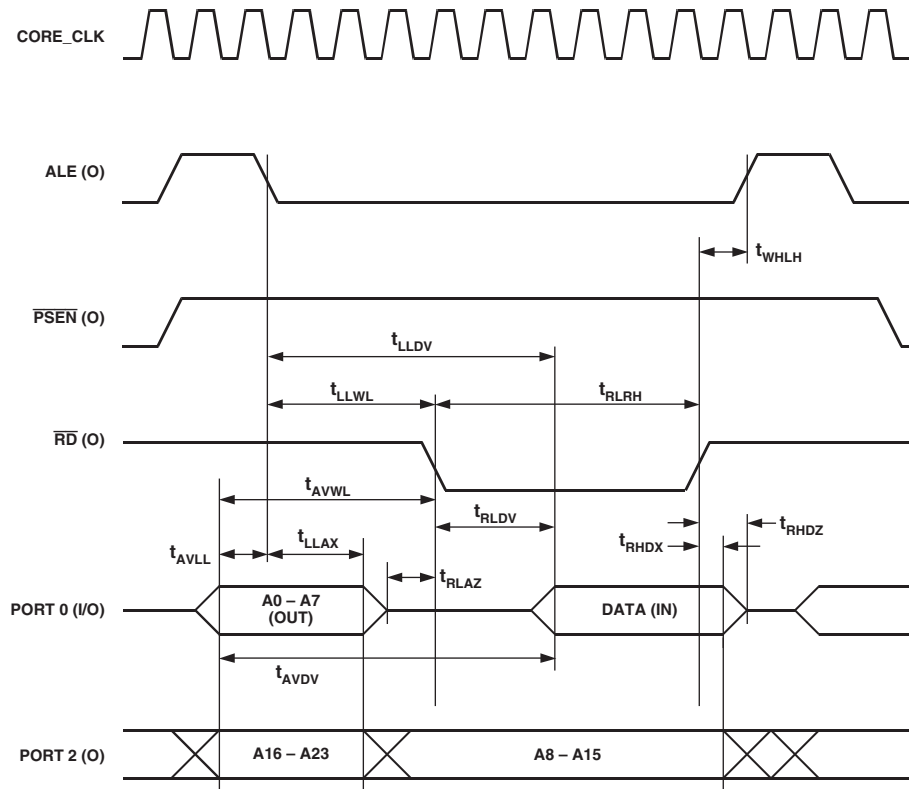 CORE_CLK
ALE (O)
tWHLH
PSEN (O)
tLLDV
tLLWL
tRLRH
RD (O)
tAVWL
tRLDV
tRHDZ
tAVLL
tLLAX
tRHDX
tRLAZ
PORT 0 (I/O)
A0 – A7
(OUT)
DATA (IN)
tAVDV
PORT 2 (O)
A16 – A23
A8 – A15